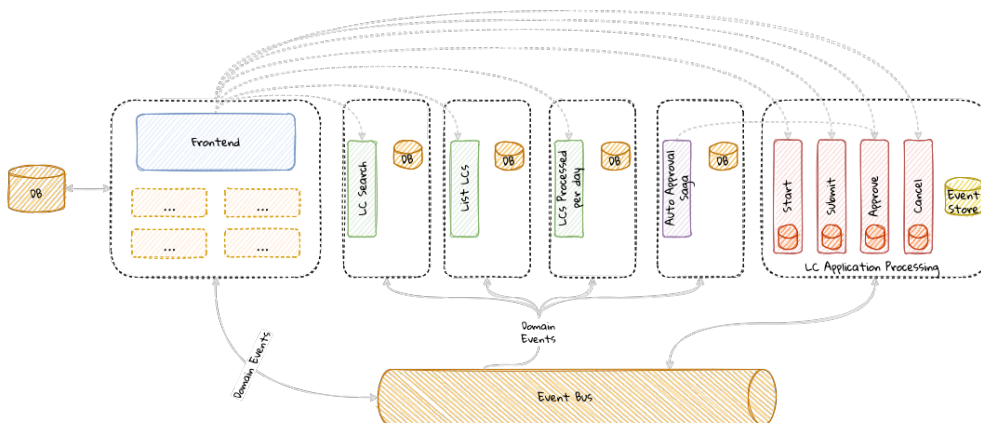 Frontend
DB
...
...
...
...
LC Search
DB
List LCs
DB
LCs Processed
per day
DB
Auto Approval
Saga
DB
Start
Submit
Approve
Cancel
Event
Store
LC Application Processing
Domain
Events
Domain Events
Event Bus